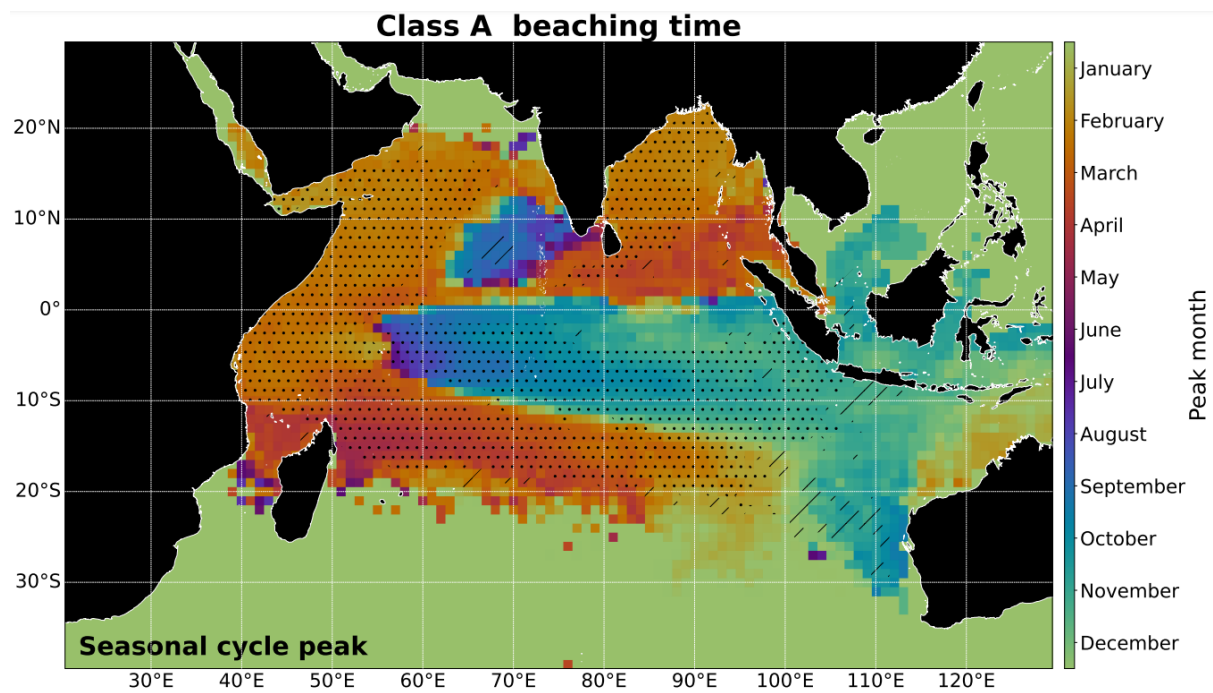 Class A  beaching time
20°N
10°N
0°
10°S
20°S
30°S
30°E
40°E
50°E
60°E
70°E
80°E
90°E
100°E
110°E
120°E
Seasonal cycle peak
January
February
March
April
May
June
July
August
September
October
November
December
Peak month